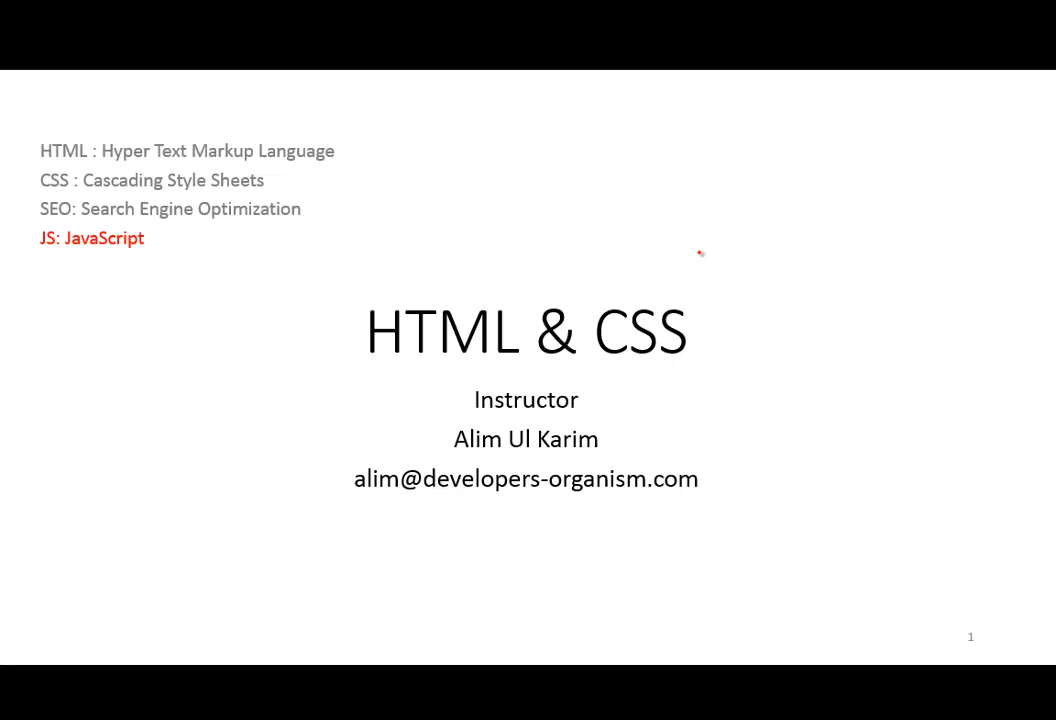 HTML : Hyper Text Markup Language
CSS : Cascading Style Sheets
SEO: Search Engine Optimization
JS: JavaScript
HTML & CSS
Instructor
Alim Ul Karim
alim@developers-organism.com
1